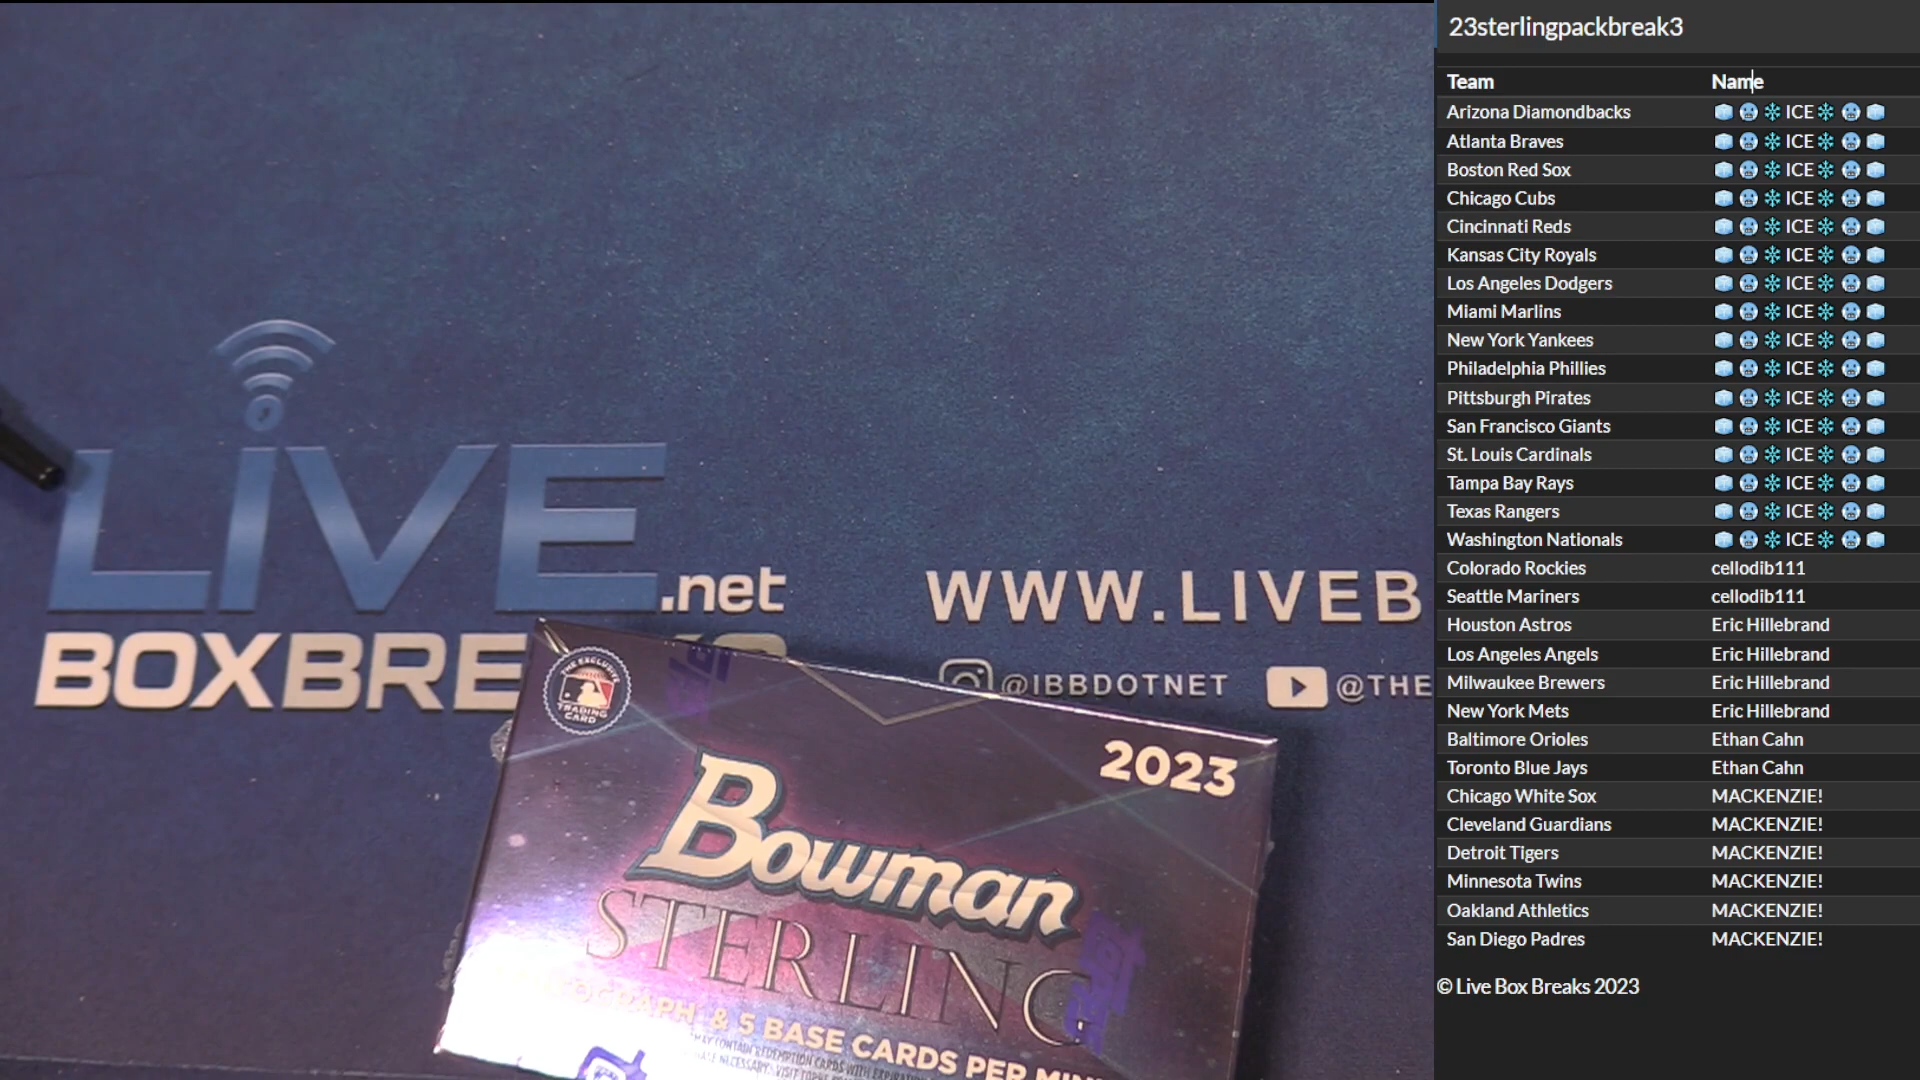 23sterlingpackbreak3
Team Name
Arizona Diamondbacks 🧊 🥶 ❄ ICE ❄ 🥶 🧊
Atlanta Braves 🧊 🥶 ❄ ICE ❄ 🥶 🧊
Boston Red Sox 🧊 🥶 ❄ ICE ❄ 🥶 🧊
Chicago Cubs 🧊 🥶 ❄ ICE ❄ 🥶 🧊
Cincinnati Reds 🧊 🥶 ❄ ICE ❄ 🥶 🧊
Kansas City Royals 🧊 🥶 ❄ ICE ❄ 🥶 🧊
Los Angeles Dodgers 🧊 🥶 ❄ ICE ❄ 🥶 🧊
Miami Marlins 🧊 🥶 ❄ ICE ❄ 🥶 🧊
New York Yankees 🧊 🥶 ❄ ICE ❄ 🥶 🧊
Philadelphia Phillies 🧊 🥶 ❄ ICE ❄ 🥶 🧊
Pittsburgh Pirates 🧊 🥶 ❄ ICE ❄ 🥶 🧊
San Francisco Giants 🧊 🥶 ❄ ICE ❄ 🥶 🧊
St. Louis Cardinals 🧊 🥶 ❄ ICE ❄ 🥶 🧊
Tampa Bay Rays 🧊 🥶 ❄ ICE ❄ 🥶 🧊
Texas Rangers 🧊 🥶 ❄ ICE ❄ 🥶 🧊
Washington Nationals 🧊 🥶 ❄ ICE ❄ 🥶 🧊
Colorado Rockies cellodib111
Seattle Mariners cellodib111
Houston Astros Eric Hillebrand
Los Angeles Angels Eric Hillebrand
Milwaukee Brewers Eric Hillebrand
New York Mets Eric Hillebrand
Baltimore Orioles Ethan Cahn
Toronto Blue Jays Ethan Cahn
Chicago White Sox MACKENZIE!
Cleveland Guardians MACKENZIE!
Detroit Tigers MACKENZIE!
Minnesota Twins MACKENZIE!
Oakland Athletics MACKENZIE!
San Diego Padres MACKENZIE!
© Live Box Breaks 2023
LIVE.net
BOXBRE
WWW.LIVEB
@IBBDOTNET @THE
THE EXCLUSIVE
TRADING CARD
2023
Bowman
STERLING
& 5 BASE CARDS PER MINI
MAY CONTAIN REDEMPTION CARDS WITH